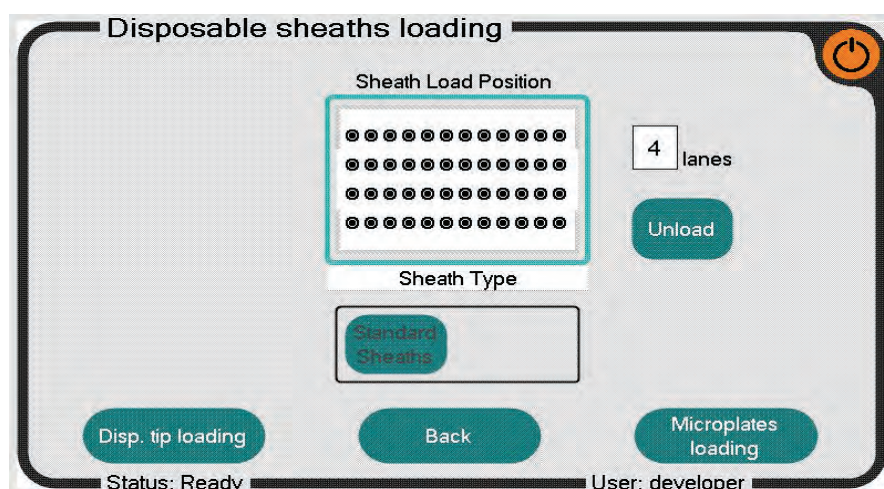 Disposable sheaths loading
Sheath Load Position
4 lanes
Unload
Sheath Type
Standard
Sheaths
Disp. tip loading
Back
Microplates
loading
Status: Ready
User: developer